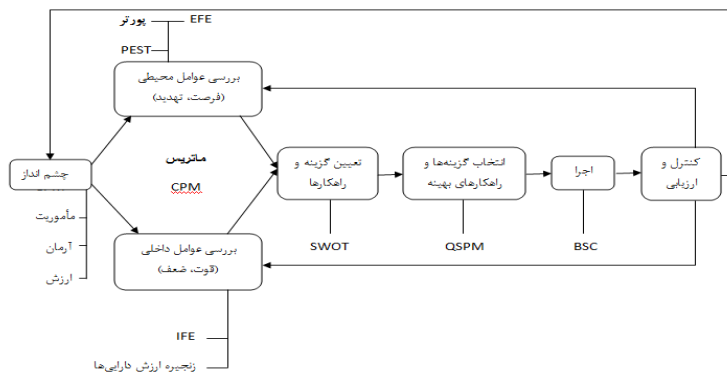 پورتر
EFE
PEST
بررسی عوامل محیطی
(فرصت، تهدید)
ماتریس
CPM
چشم انداز
مأموریت
آرمان
ارزش
بررسی عوامل داخلی
(قوت، ضعف)
IFE
زنجیره ارزش دارایی‌ها
تعیین گزینه و
راهکارها
SWOT
انتخاب گزینه‌ها و
راهکارهای بهینه
QSPM
اجرا
BSC
کنترل و
ارزیابی